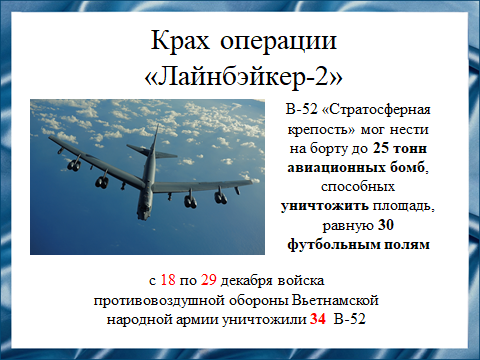 Крах операции
«Лайнбэйкер-2»
В-52 «Стратосферная
крепость» мог нести
на борту до 25 тонн
авиационных бомб,
способных
уничтожить площадь,
равную 30
футбольным полям
с 18 по 29 декабря войска
противовоздушной обороны Вьетнамской
народной армии уничтожили 34 В-52